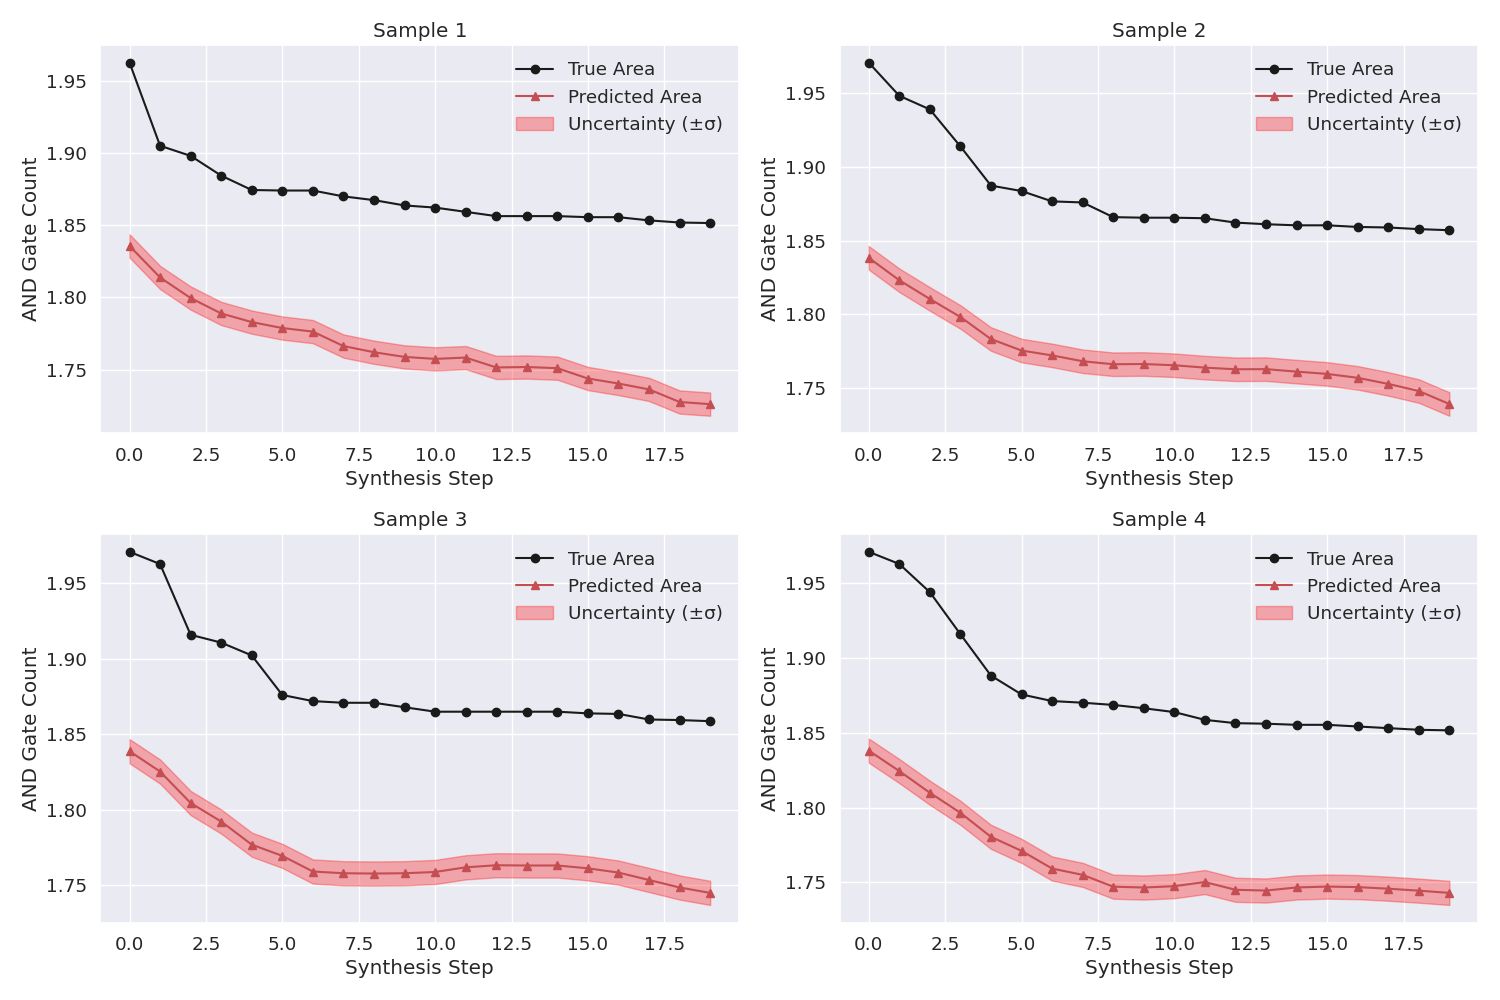 Sample 1
True Area
Predicted Area
Uncertainty (±σ)
AND Gate Count
1.95
1.90
1.85
1.80
1.75
0.0 2.5 5.0 7.5 10.0 12.5 15.0 17.5
Synthesis Step
Sample 2
True Area
Predicted Area
Uncertainty (±σ)
AND Gate Count
1.95
1.90
1.85
1.80
1.75
0.0 2.5 5.0 7.5 10.0 12.5 15.0 17.5
Synthesis Step
Sample 3
True Area
Predicted Area
Uncertainty (±σ)
AND Gate Count
1.95
1.90
1.85
1.80
1.75
0.0 2.5 5.0 7.5 10.0 12.5 15.0 17.5
Synthesis Step
Sample 4
True Area
Predicted Area
Uncertainty (±σ)
AND Gate Count
1.95
1.90
1.85
1.80
1.75
0.0 2.5 5.0 7.5 10.0 12.5 15.0 17.5
Synthesis Step